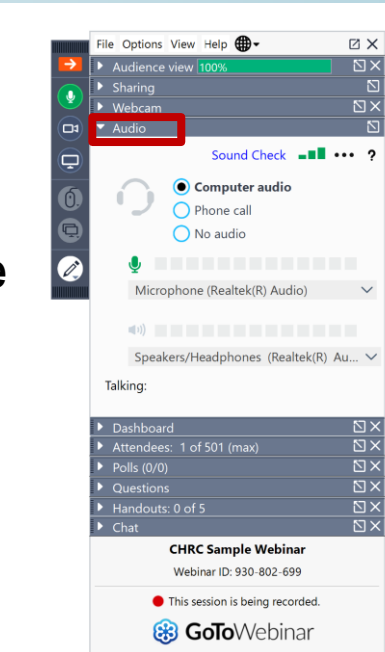 File Options View Help
Audience view 100%
Sharing
Webcam
Audio
Sound Check ?
Computer audio
Phone call
No audio
Microphone (Realtek(R) Audio)
Speakers/Headphones (Realtek(R) Au...
Talking:
Dashboard
Attendees: 1 of 501 (max)
Polls (0/0)
Questions
Handouts: 0 of 5
Chat
CHRC Sample Webinar
Webinar ID: 930-802-699
This session is being recorded.
GoToWebinar